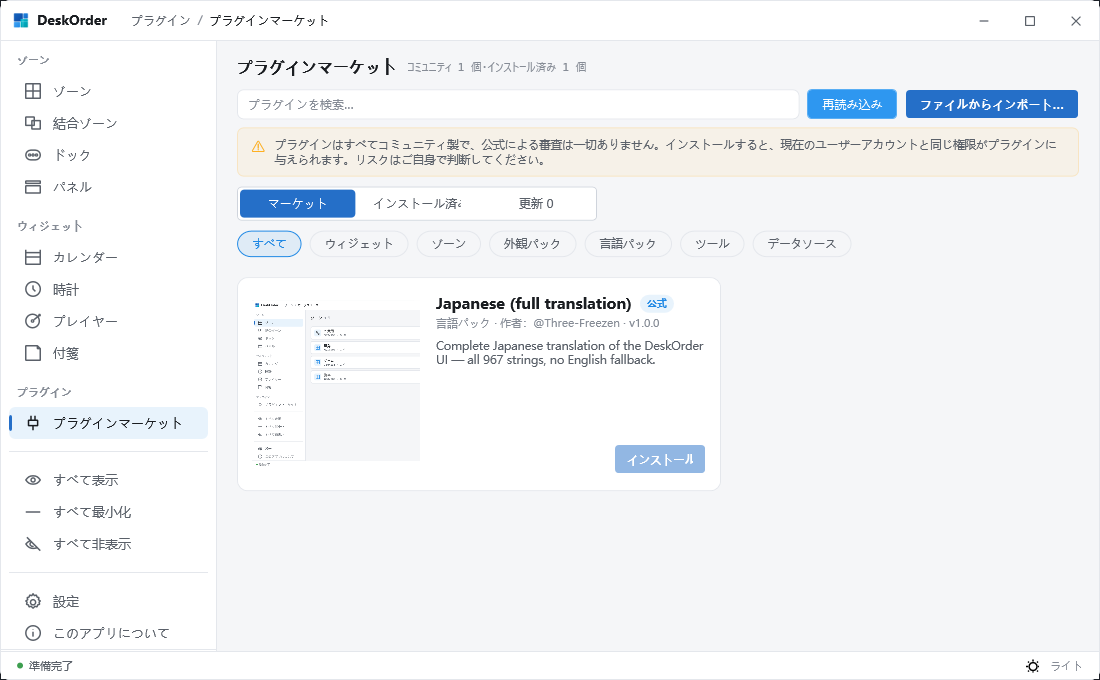 DeskOrder プラグイン / プラグインマーケット
ゾーン
ゾーン
結合ゾーン
ドック
パネル
ウィジェット
カレンダー
時計
プレイヤー
付箋
プラグイン
プラグインマーケット
すべて表示
すべて最小化
すべて非表示
設定
このアプリについて
プラグインマーケット コミュニティ 1 個·インストール済み 1 個
プラグインを検索...
再読み込み
ファイルからインポート...
プラグインはすべてコミュニティ製で、公式による審査は一切ありません。インストールすると、現在のユーザーアカウントと同じ権限がプラグインに
与えられます。リスクはご自身で判断してください。
マーケット インストール済 更新 0
すべて ウィジェット ゾーン 外観パック 言語パック ツール データソース
Japanese (full translation) 公式
言語パック · 作者: @Three-Freezen · v1.0.0
Complete Japanese translation of the DeskOrder
UI — all 967 strings, no English fallback.
インストール
準備完了
ライト